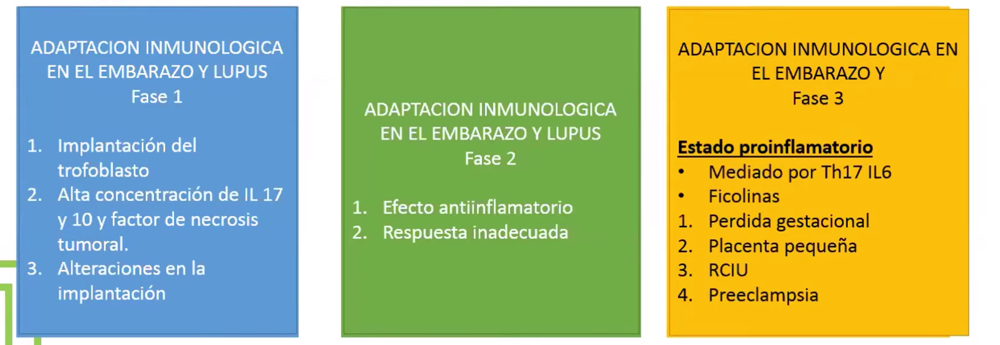 ADAPTACION INMUNOLOGICA
EN EL EMBARAZO Y LUPUS
Fase 1
1. Implantación del
trofoblasto
2. Alta concentración de IL 17
y 10 y factor de necrosis
tumoral.
3. Alteraciones en la
implantación
ADAPTACION INMUNOLOGICA
EN EL EMBARAZO Y LUPUS
Fase 2
1. Efecto antiinflamatorio
2. Respuesta inadecuada
ADAPTACION INMUNOLOGICA EN
EL EMBARAZO Y
Fase 3
Estado proinflamatorio
• Mediado por Th17 IL6
• Ficolinas
1. Perdida gestacional
2. Placenta pequeña
3. RCIU
4. Preeclampsia